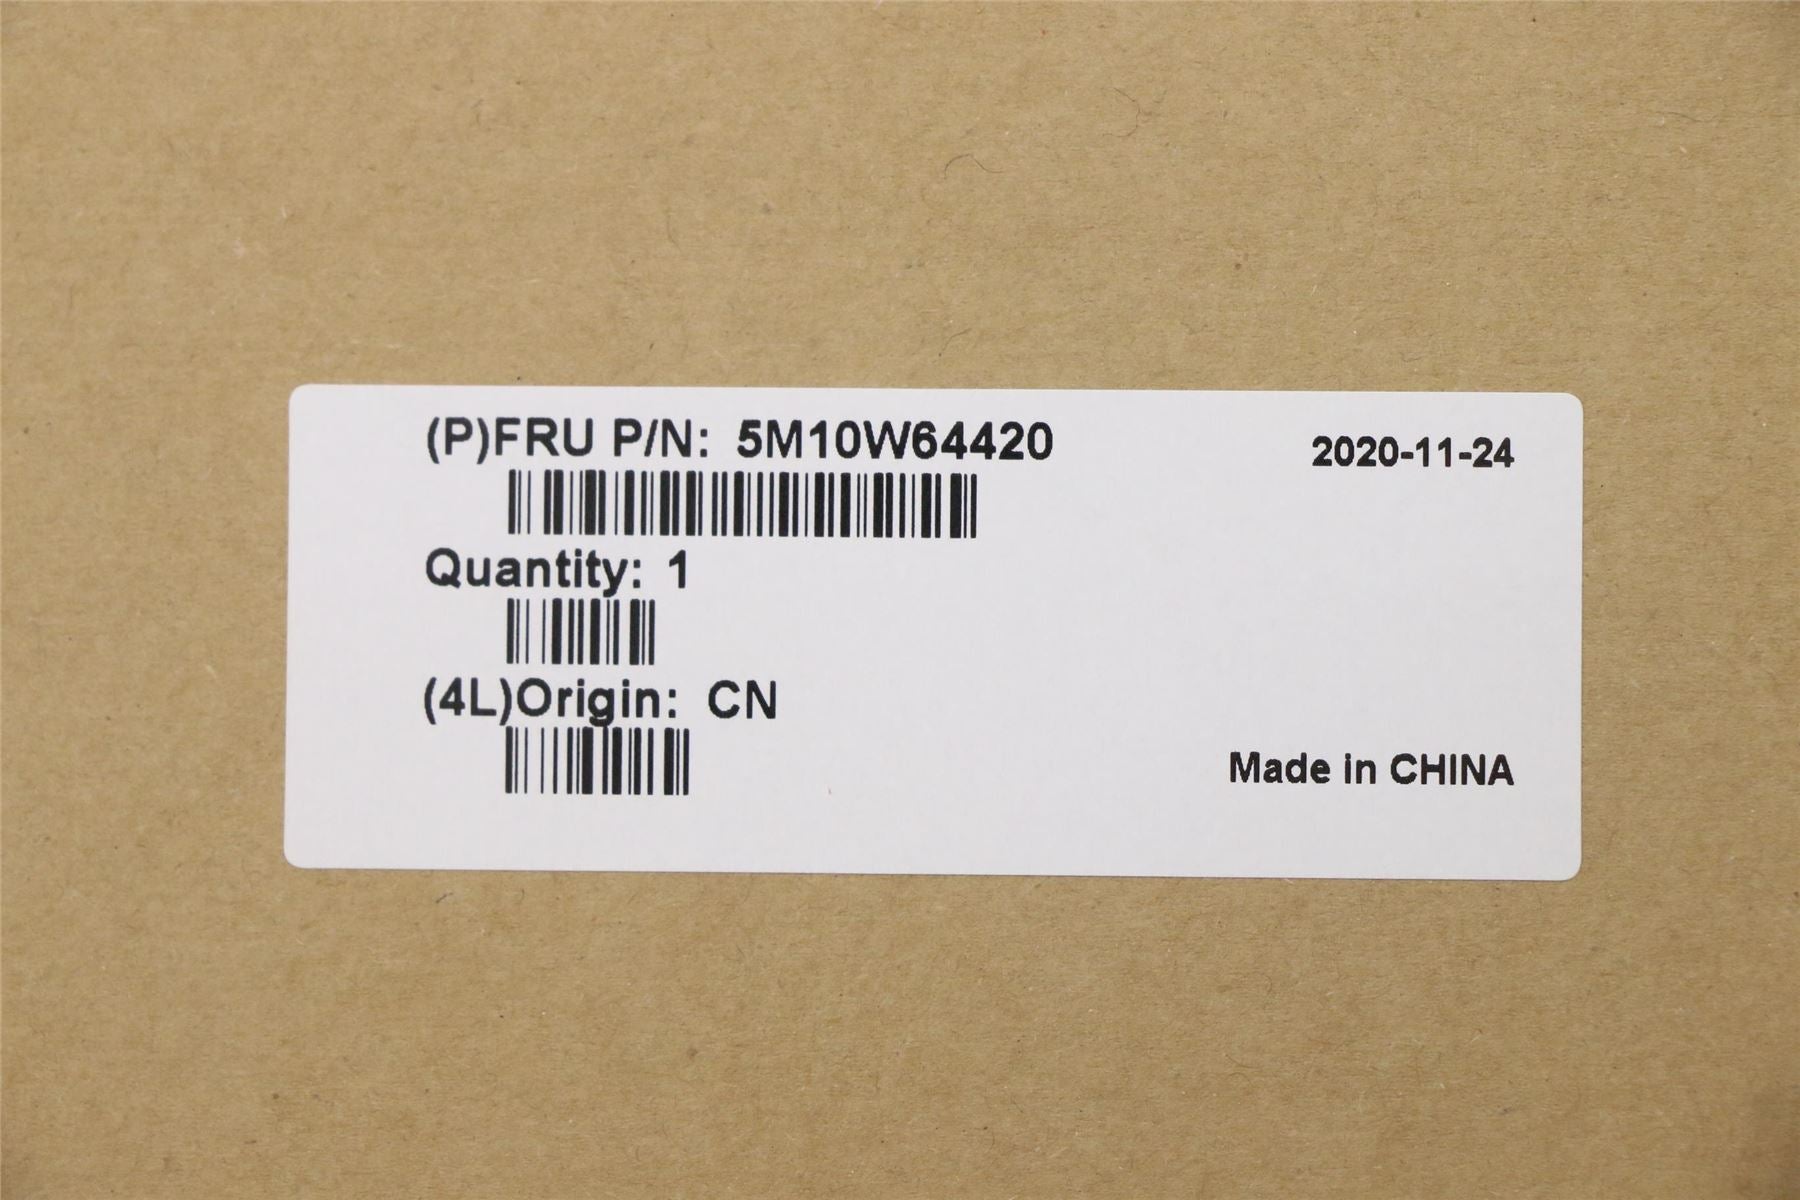 (P)FRU P/N: 5M10W64420
2020-11-24
Quantity: 1
(4L)Origin: CN
Made in CHINA